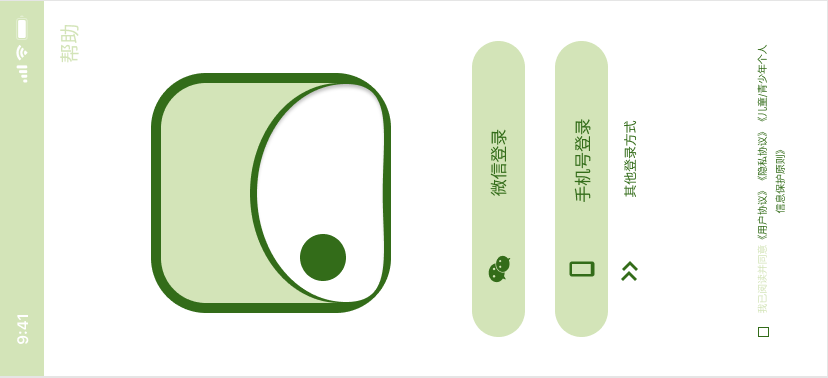 9:41
帮助
微信登录
手机号登录
其他登录方式
我已阅读并同意《用户协议》《隐私协议》《儿童/青少年个人
信息保护原则》